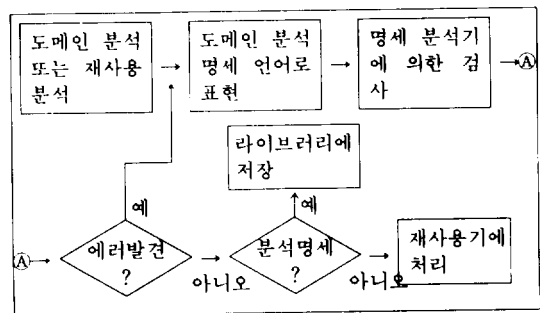 도메인 분석
또는 재사용
분석
도메인 분석
명세 언어로
표현
명세 분석기
에 의한 검
사
Ⓐ
라이브러리에
저장
예
예
Ⓐ
에러발견
?
아니오
분석명세
?
아니오
재사용기에
처리